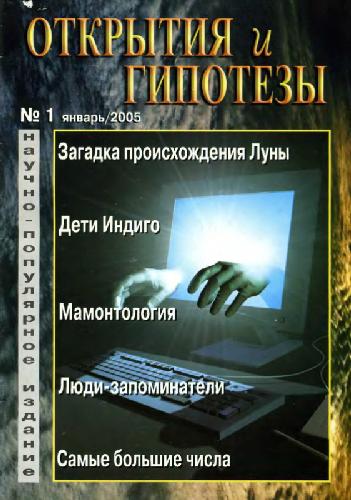 ОТКРЫТИЯ и
ГИПОТЕЗЫ
№ 1 январь/2005
научно-популярное издание
Загадка происхождения Луны
Дети Индиго
Мамонтология
Люди-запоминатели
Самые большие числа